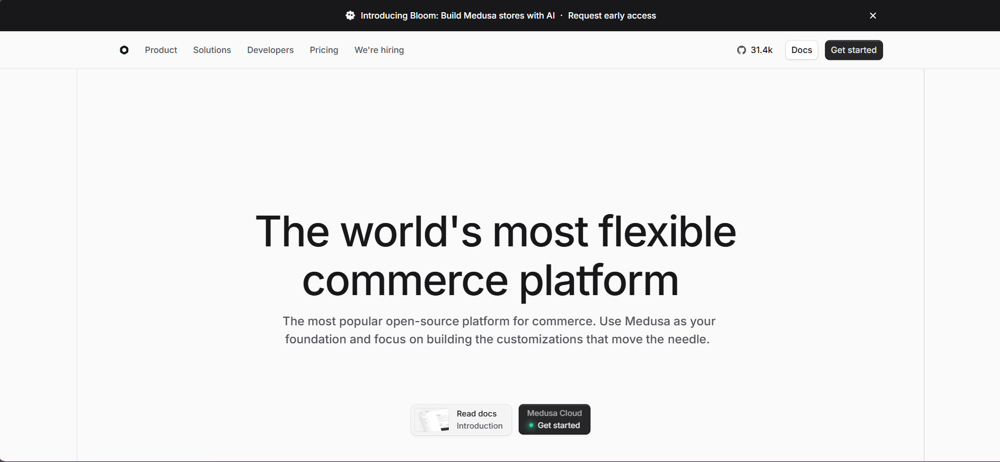 Introducing Bloom: Build Medusa stores with AI · Request early access
Product Solutions Developers Pricing We're hiring 31.4k Docs Get started
The world's most flexible
commerce platform
The most popular open-source platform for commerce. Use Medusa as your
foundation and focus on building the customizations that move the needle.
Read docs
Introduction
Medusa Cloud
Get started